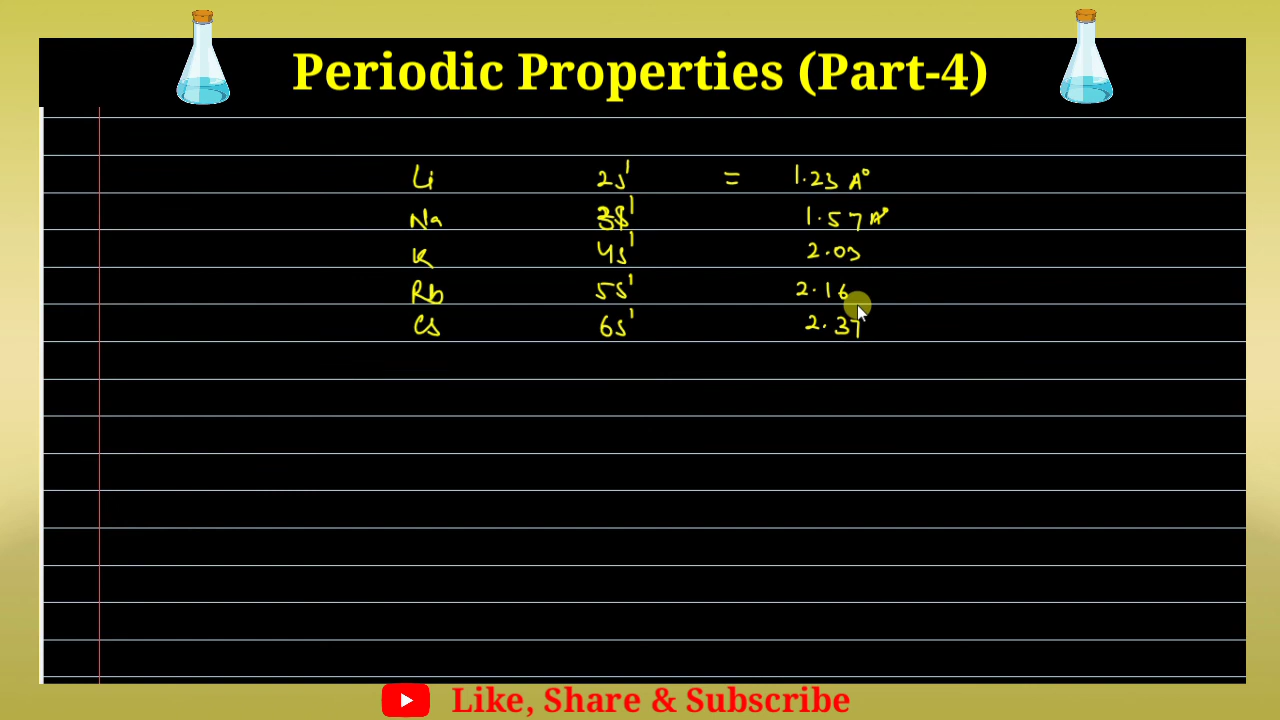 Periodic Properties (Part-4)
Li 2s¹ = 1.23 A°
Na 3s¹ 1.57 A°
K 4s¹ 2.03
Rb 5s¹ 2.16
Cs 6s¹ 2.37
Like, Share & Subscribe